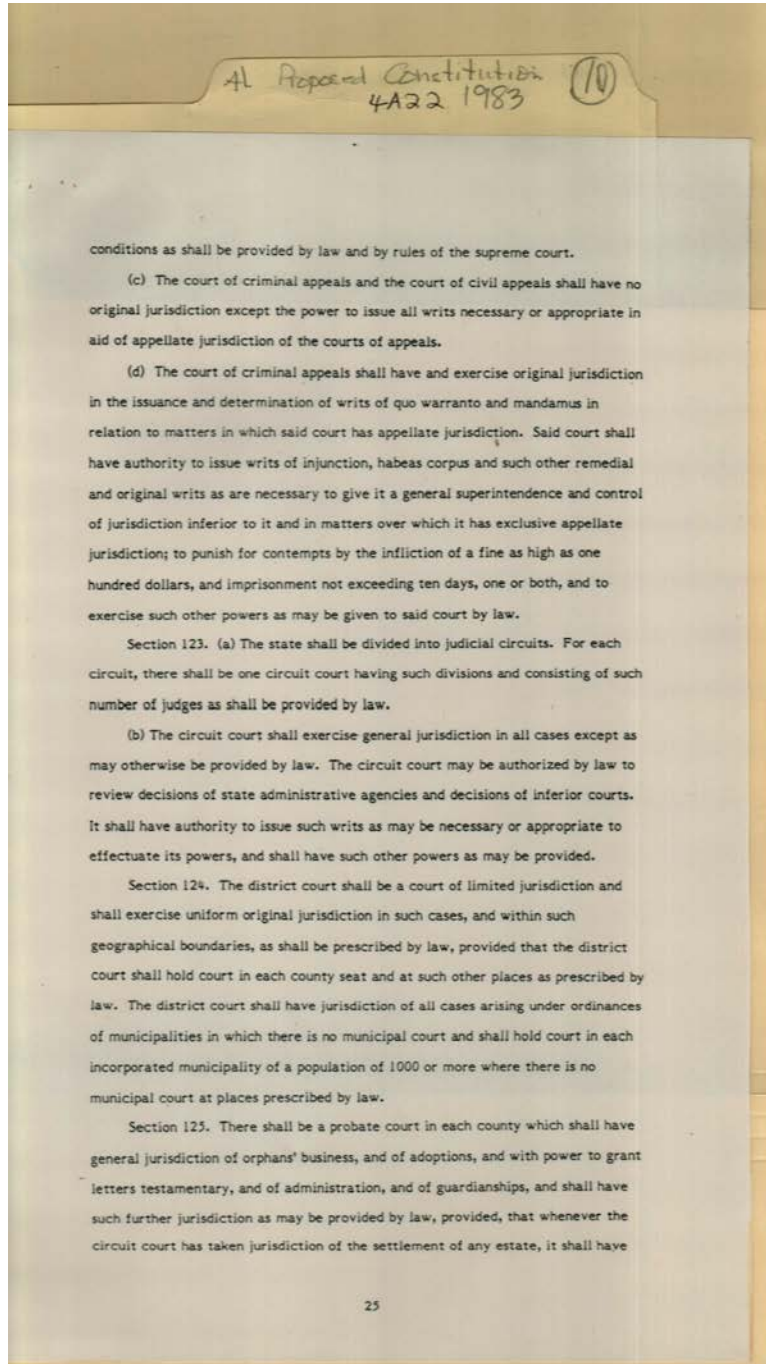 AL Proposed Constitution 10
4A22 1983
conditions as shall be provided by law and by rules of the supreme court.
(c) The court of criminal appeals and the court of civil appeals shall have no
original jurisdiction except the power to issue all writs necessary or appropriate in
aid of appellate jurisdiction of the courts of appeals.
(d) The court of criminal appeals shall have and exercise original jurisdiction
in the issuance and determination of writs of quo warranto and mandamus in
relation to matters in which said court has appellate jurisdiction. Said court shall
have authority to issue writs of injunction, habeas corpus and such other remedial
and original writs as are necessary to give it a general superintendence and control
of jurisdiction inferior to it and in matters over which it has exclusive appellate
jurisdiction; to punish for contempts by the infliction of a fine as high as one
hundred dollars, and imprisonment not exceeding ten days, one or both, and to
exercise such other powers as may be given to said court by law.
Section 123. (a) The state shall be divided into judicial circuits. For each
circuit, there shall be one circuit court having such divisions and consisting of such
number of judges as shall be provided by law.
(b) The circuit court shall exercise general jurisdiction in all cases except as
may otherwise be provided by law. The circuit court may be authorized by law to
review decisions of state administrative agencies and decisions of inferior courts.
It shall have authority to issue such writs as may be necessary or appropriate to
effectuate its powers, and shall have such other powers as may be provided.
Section 124. The district court shall be a court of limited jurisdiction and
shall exercise uniform original jurisdiction in such cases, and within such
geographical boundaries, as shall be prescribed by law, provided that the district
court shall hold court in each county seat and at such other places as prescribed by
law. The district court shall have jurisdiction of all cases arising under ordinances
of municipalities in which there is no municipal court and shall hold court in each
incorporated municipality of a population of 1000 or more where there is no
municipal court at places prescribed by law.
Section 125. There shall be a probate court in each county which shall have
general jurisdiction of orphans' business, and of adoptions, and with power to grant
letters testamentary, and of administration, and of guardianships, and shall have
such further jurisdiction as may be provided by law, provided, that whenever the
circuit court has taken jurisdiction of the settlement of any estate, it shall have
25